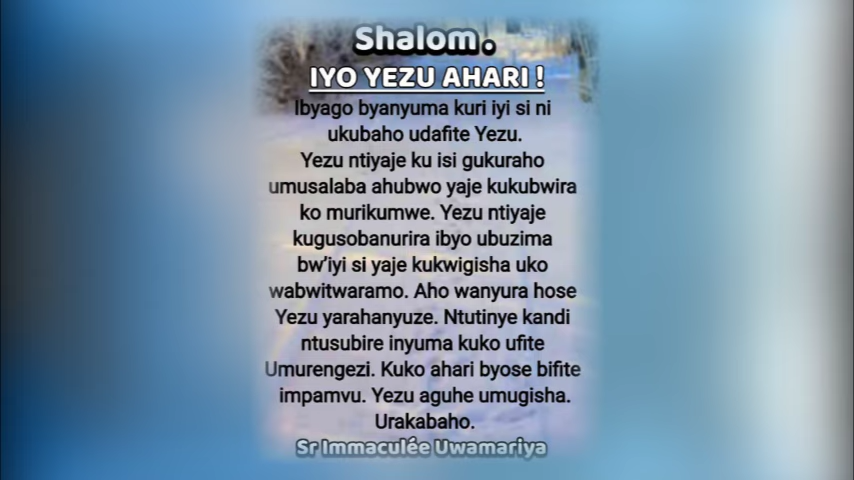 Shalom .
IYO YEZU AHARI !
Ibyago byanyuma kuri iyi si ni
ukubaho udafite Yezu.
Yezu ntiyaje ku isi gukuraho
umusalaba ahubwo yaje kukubwira
ko murikumwe. Yezu ntiyaje
kugusobanurira ibyo ubuzima
bw’iyi si yaje kukwigisha uko
wabwitwaramo. Aho wanyura hose
Yezu yarahanyuze. Ntutinye kandi
ntusubire inyuma kuko ufite
Umurengezi. Kuko ahari byose bifite
impamvu. Yezu aguhe umugisha.
Urakabaho.
Sr Immaculée Uwamariya